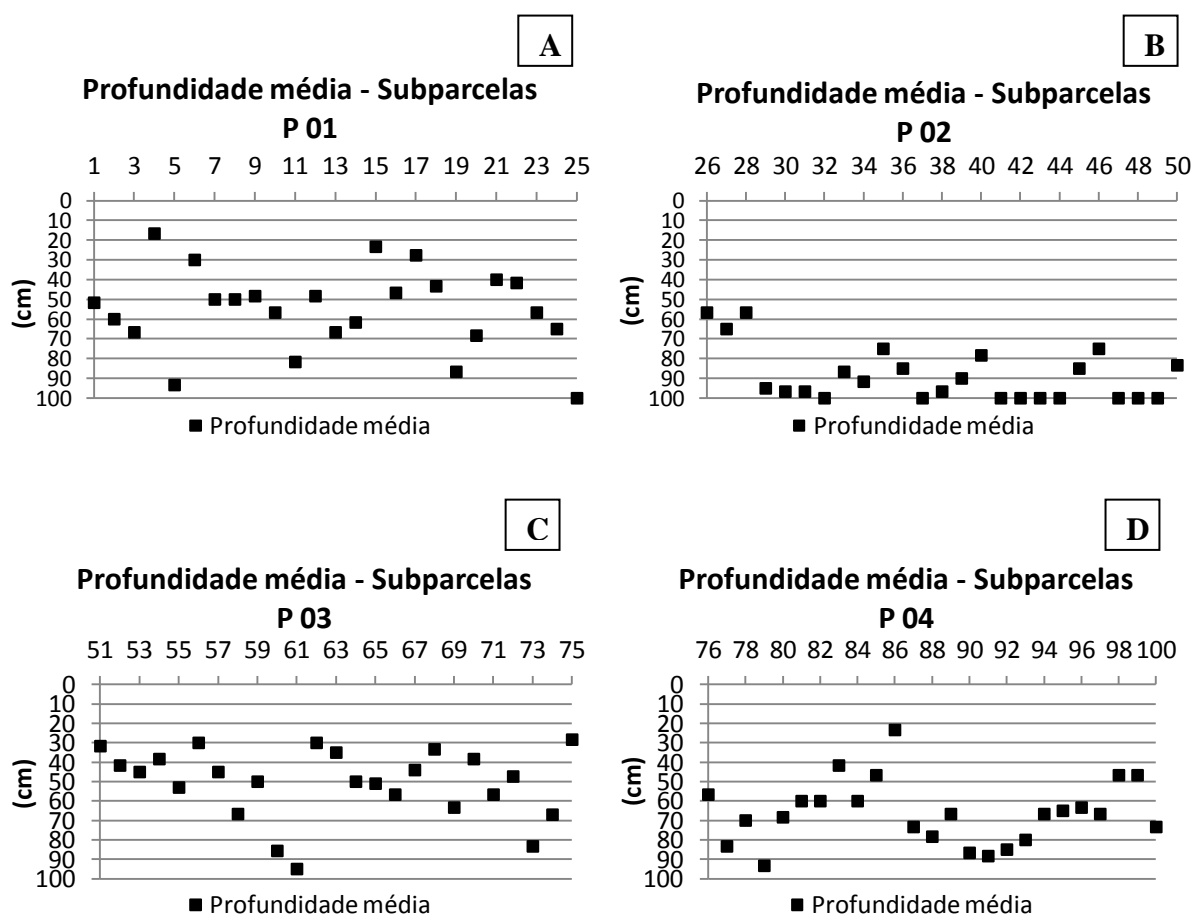 A
Profundidade média - Subparcelas
P 01
1 3 5 7 9 11 13 15 17 19 21 23 25
0
10
20
30
40
50
60
70
80
90
100
(cm)
Profundidade média
B
Profundidade média - Subparcelas
P 02
26 28 30 32 34 36 38 40 42 44 46 48 50
0
10
20
30
40
50
60
70
80
90
100
(cm)
Profundidade média
C
Profundidade média - Subparcelas
P 03
51 53 55 57 59 61 63 65 67 69 71 73 75
0
10
20
30
40
50
60
70
80
90
100
(cm)
Profundidade média
D
Profundidade média - Subparcelas
P 04
76 78 80 82 84 86 88 90 92 94 96 98 100
0
10
20
30
40
50
60
70
80
90
100
(cm)
Profundidade média